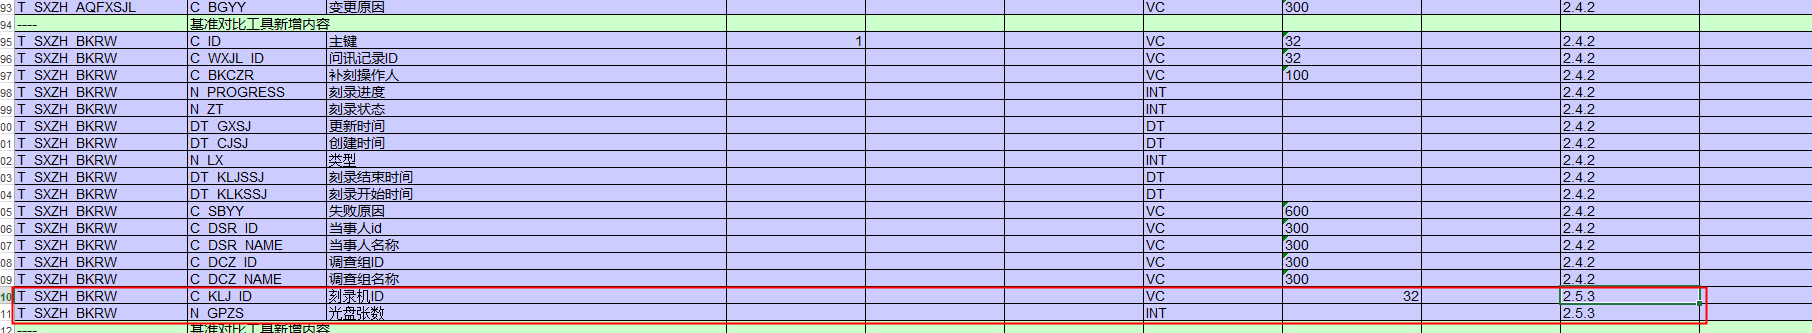 93 T_SXZH_AQFXSJL C_BGYY 变更原因 VC 300 2.4.2
94 ---- 基准对比工具新增内容
95 T_SXZH_BKRW C_ID 主键 1 VC 32 2.4.2
96 T_SXZH_BKRW C_WXJL_ID 问讯记录ID VC 32 2.4.2
97 T_SXZH_BKRW C_BKCZR 补刻操作人 VC 100 2.4.2
98 T_SXZH_BKRW N_PROGRESS 刻录进度 INT 2.4.2
99 T_SXZH_BKRW N_ZT 刻录状态 INT 2.4.2
00 T_SXZH_BKRW DT_GXSJ 更新时间 DT 2.4.2
01 T_SXZH_BKRW DT_CJSJ 创建时间 DT 2.4.2
02 T_SXZH_BKRW N_LX 类型 INT 2.4.2
03 T_SXZH_BKRW DT_KLJSSJ 刻录结束时间 DT 2.4.2
04 T_SXZH_BKRW DT_KLKSSJ 刻录开始时间 DT 2.4.2
05 T_SXZH_BKRW C_SBYY 失败原因 VC 600 2.4.2
06 T_SXZH_BKRW C_DSR_ID 当事人id VC 300 2.4.2
07 T_SXZH_BKRW C_DSR_NAME 当事人名称 VC 300 2.4.2
08 T_SXZH_BKRW C_DCZ_ID 调查组ID VC 300 2.4.2
09 T_SXZH_BKRW C_DCZ_NAME 调查组名称 VC 300 2.4.2
10 T_SXZH_BKRW C_KLJ_ID 刻录机ID VC 32 2.5.3
11 T_SXZH_BKRW N_GPZS 光盘张数 INT 2.5.3
12 ---- 基准对比工具新增内容